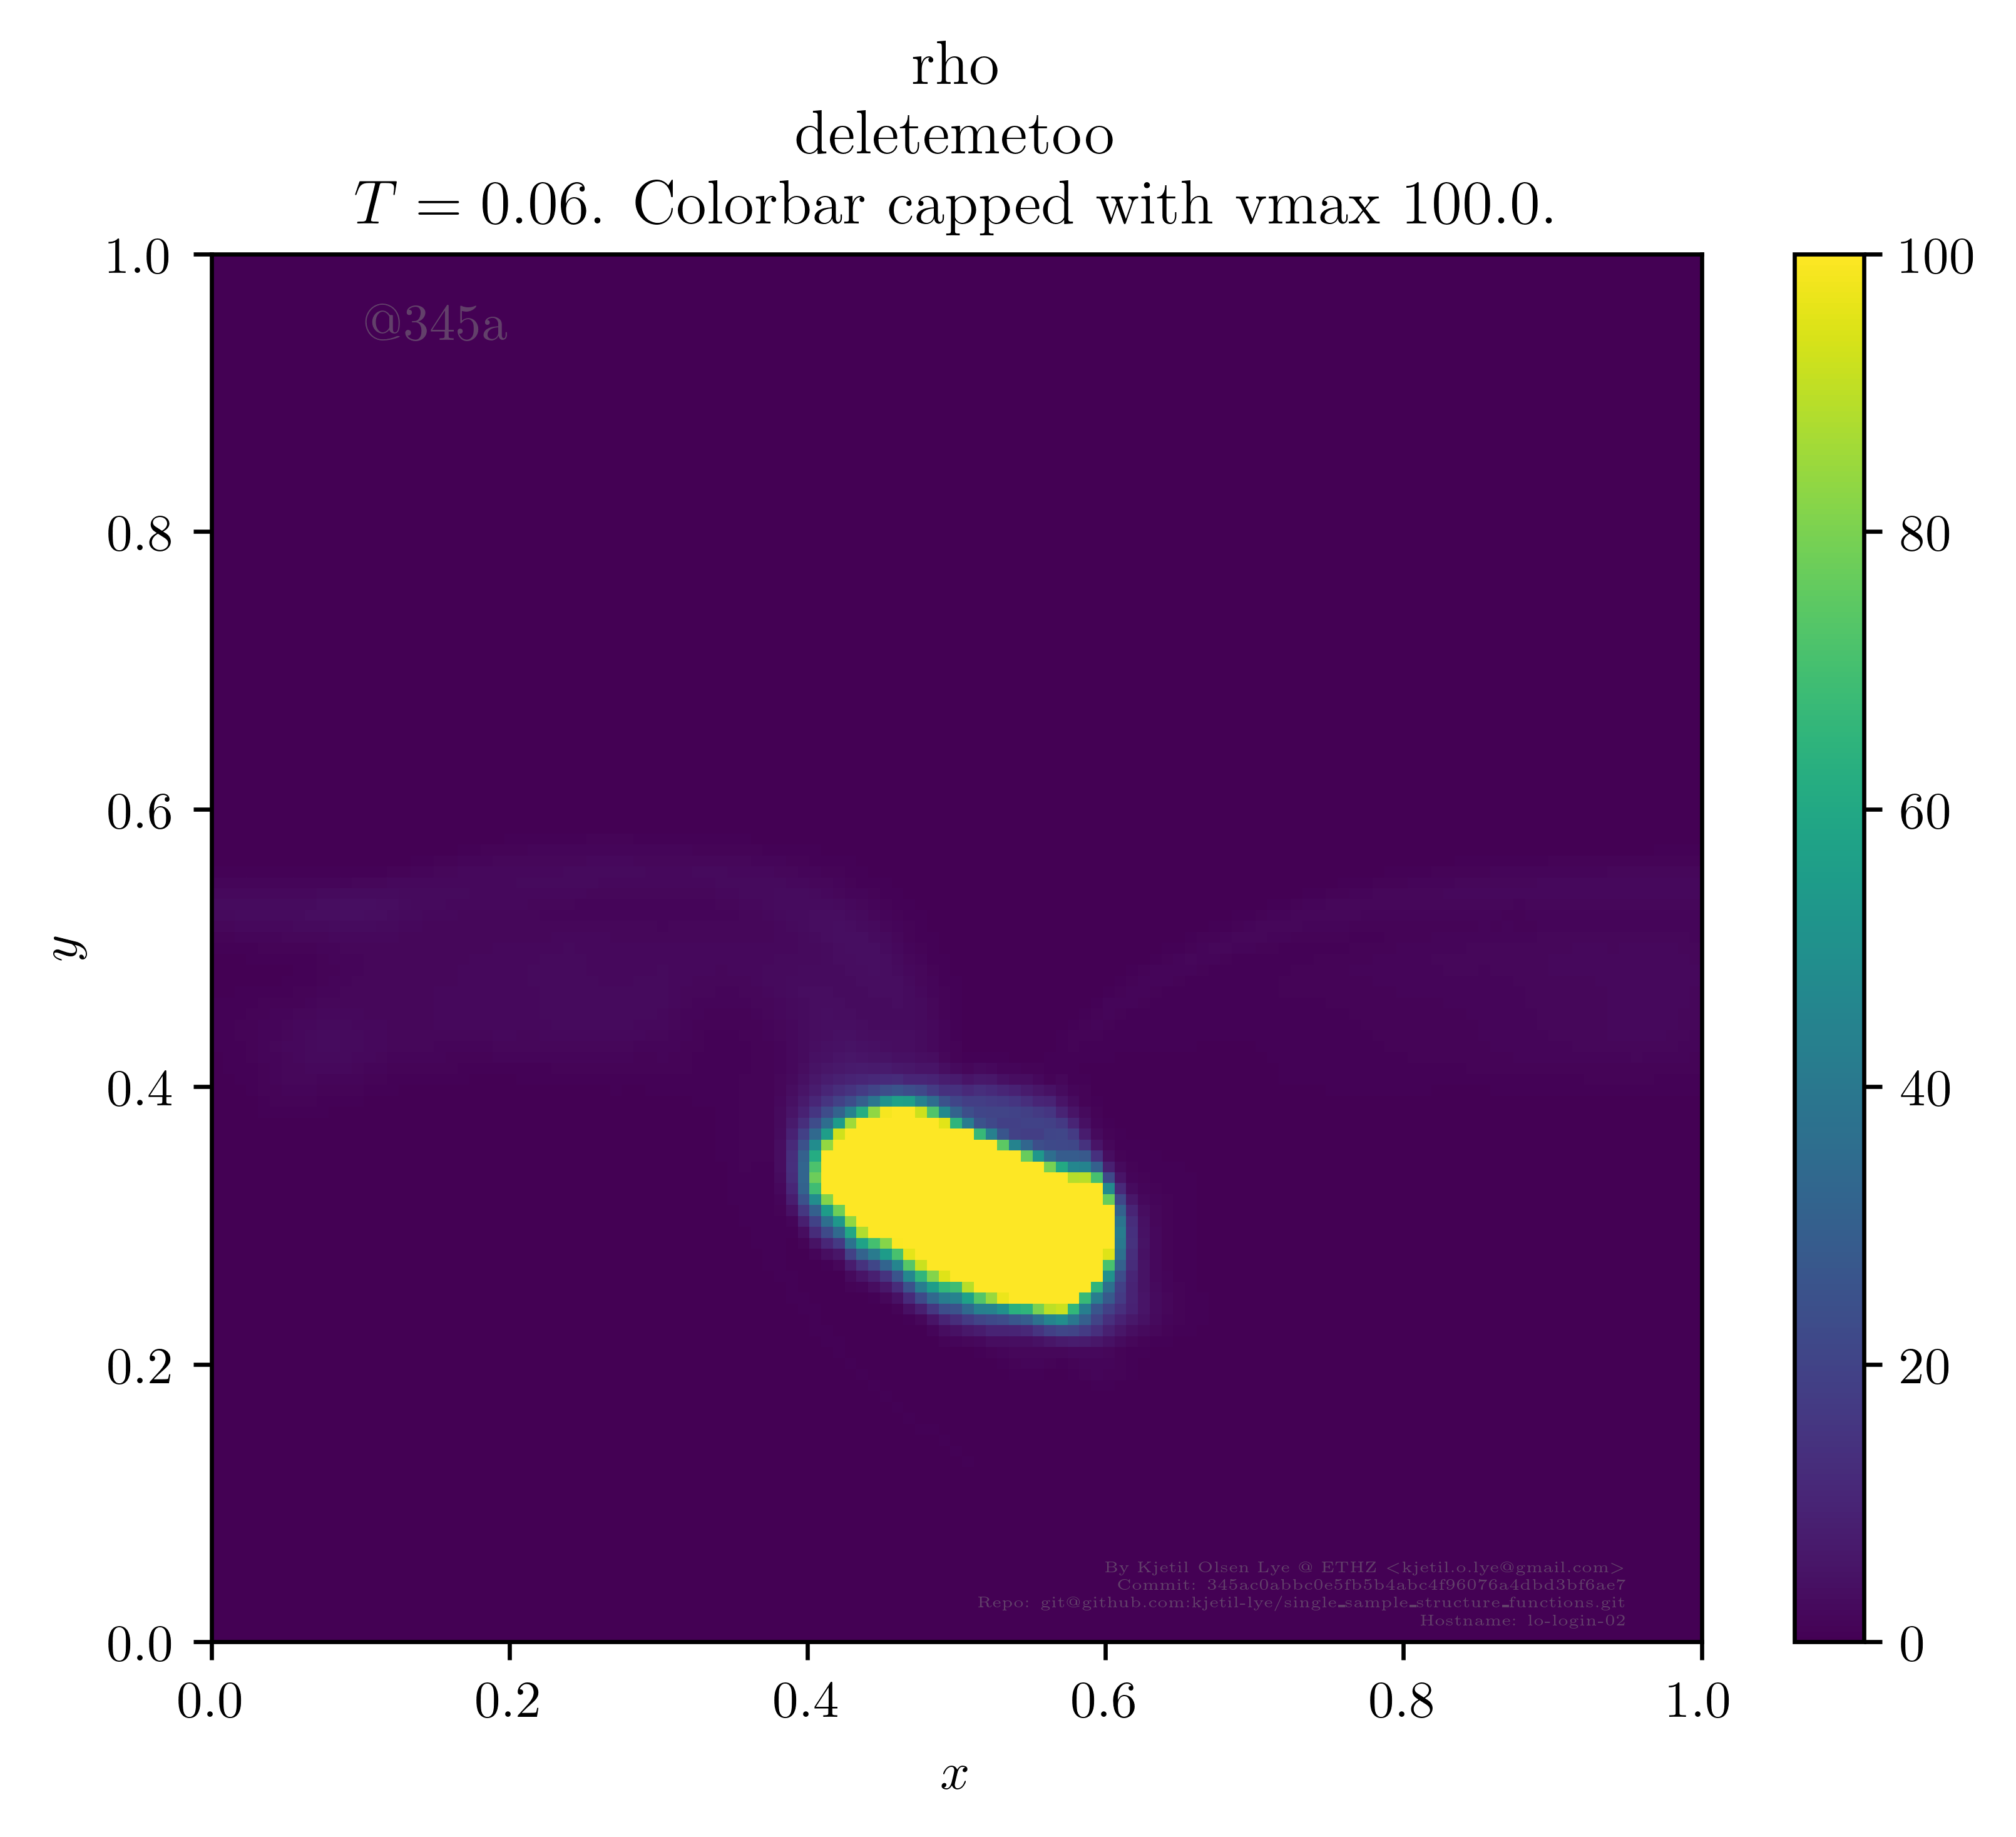 rho
deletemetoo
T = 0.06. Colorbar capped with vmax 100.0.
1.0
0.8
0.6
0.4
0.2
0.0
y
@345a
By Kjetil Olsen Lye @ ETHZ <kjetil.o.lye@gmail.com>
Commit: 345ac0abbc0e5fb5b4abc4f96076a4dbd3bf6ae7
Repo: git@github.com:kjetil-lye/single_sample_structure_functions.git
Hostname: lo-login-02
0.0 0.2 0.4 0.6 0.8 1.0
x
100
80
60
40
20
0